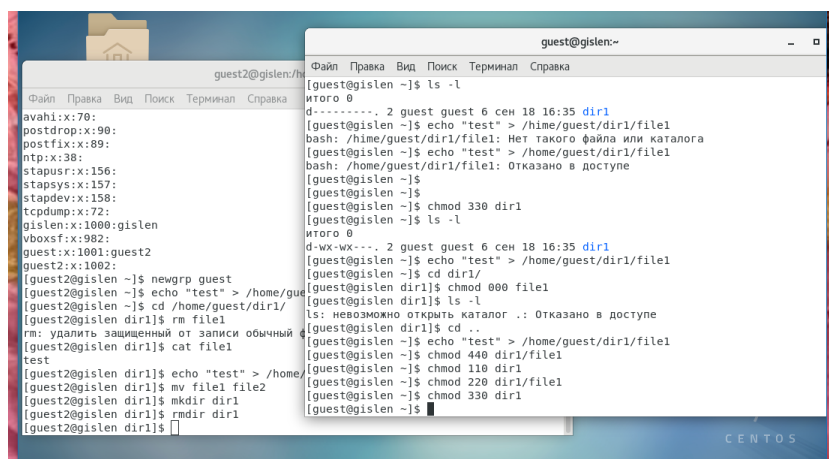 guest2@gislen:/h
Файл Правка Вид Поиск Терминал Справка
avahi:x:70:
postdrop:x:90:
postfix:x:89:
ntp:x:38:
stapusr:x:156:
stapsys:x:157:
stapdev:x:158:
tcpdump:x:72:
gislen:x:1000:gislen
vboxsf:x:982:
guest:x:1001:guest2
guest2:x:1002:
[guest2@gislen ~]$ newgrp guest
[guest2@gislen ~]$ echo "test" > /home/gue
[guest2@gislen ~]$ cd /home/guest/dir1/
[guest2@gislen dir1]$ rm file1
rm: удалить защищенный от записи обычный
[guest2@gislen dir1]$ cat file1
test
[guest2@gislen dir1]$ echo "test" > /home/
[guest2@gislen dir1]$ mv file1 file2
[guest2@gislen dir1]$ mkdir dir1
[guest2@gislen dir1]$ rmdir dir1
[guest2@gislen dir1]$
guest@gislen:~
Файл Правка Вид Поиск Терминал Справка
[guest@gislen ~]$ ls -l
итого 0
d---------. 2 guest guest 6 сен 18 16:35 dir1
[guest@gislen ~]$ echo "test" > /hime/guest/dir1/file1
bash: /hime/guest/dir1/file1: Нет такого файла или каталога
[guest@gislen ~]$ echo "test" > /home/guest/dir1/file1
bash: /home/guest/dir1/file1: Отказано в доступе
[guest@gislen ~]$
[guest@gislen ~]$
[guest@gislen ~]$ chmod 330 dir1
[guest@gislen ~]$ ls -l
итого 0
d-wx-wx---. 2 guest guest 6 сен 18 16:35 dir1
[guest@gislen ~]$ echo "test" > /home/guest/dir1/file1
[guest@gislen ~]$ cd dir1/
[guest@gislen dir1]$ chmod 000 file1
[guest@gislen dir1]$ ls -l
ls: невозможно открыть каталог .: Отказано в доступе
[guest@gislen dir1]$ cd ..
[guest@gislen ~]$ echo "test" > /home/guest/dir1/file1
[guest@gislen ~]$ chmod 440 dir1/file1
[guest@gislen ~]$ chmod 110 dir1
[guest@gislen ~]$ chmod 220 dir1/file1
[guest@gislen ~]$ chmod 330 dir1
[guest@gislen ~]$
CENTOS